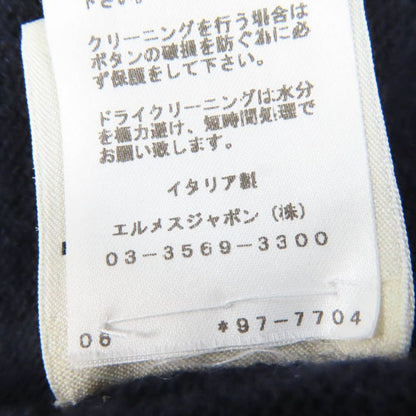 クリーニングを行う場合は
ボタンの破損を防ぐ為に必
ず保護をして下さい。
ドライクリーニングは水分
を極力避け、短時間処理で
お願い致します。
イタリア製
エルメスジャポン（株）
03-3569-3300
06 *97-7704